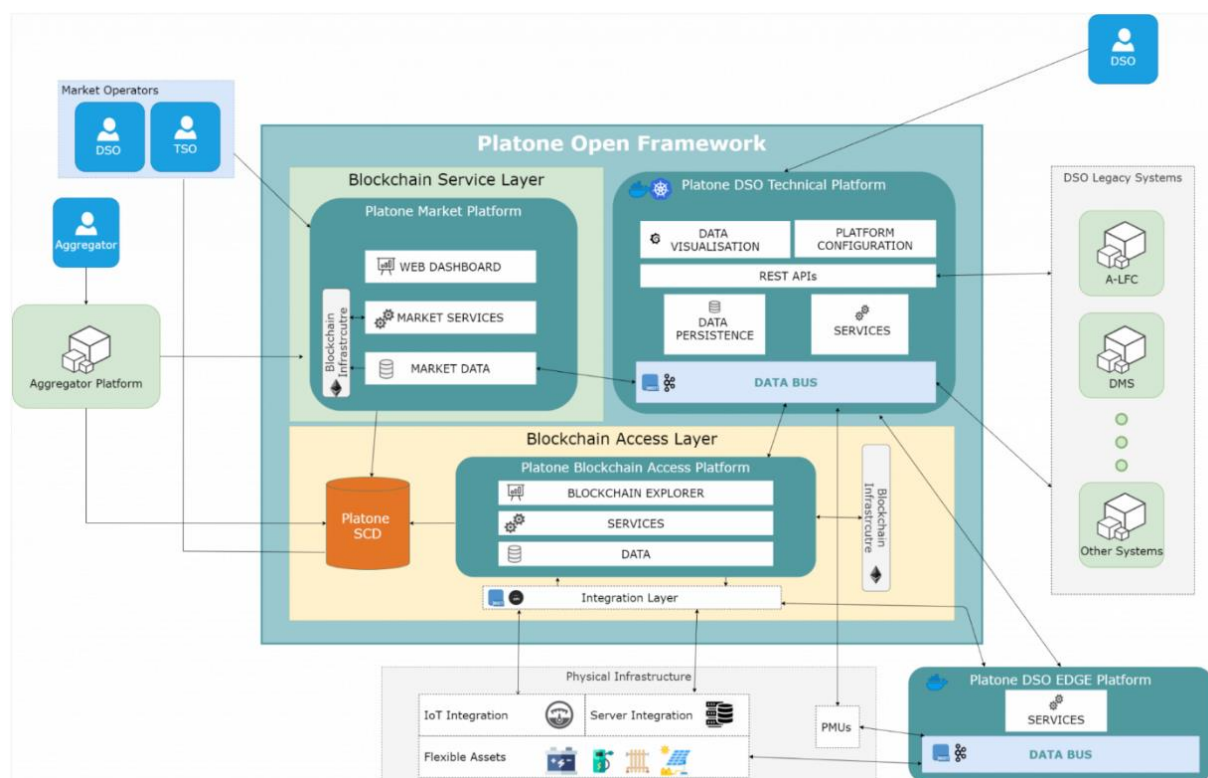 DSO
Market Operators
DSO
TSO
Platone Open Framework
Blockchain Service Layer
Platone DSO Technical Platform
DSO Legacy Systems
Platone Market Platform
Aggregator
DATA
VISUALISATION
PLATFORM
CONFIGURATION
WEB DASHBOARD
REST APIs
A-LFC
Blockchain
Infrastrcutre
MARKET SERVICES
DATA
PERSISTENCE
SERVICES
Aggregator Platform
MARKET DATA
DATA BUS
DMS
Blockchain Access Layer
Platone Blockchain Access Platform
BLOCKCHAIN EXPLORER
Platone
SCD
SERVICES
Blockchain
Infrastrcutre
DATA
Other Systems
Integration Layer
Physical Infrastructure
Platone DSO EDGE Platform
IoT Integration
Server Integration
PMUs
SERVICES
Flexible Assets
DATA BUS